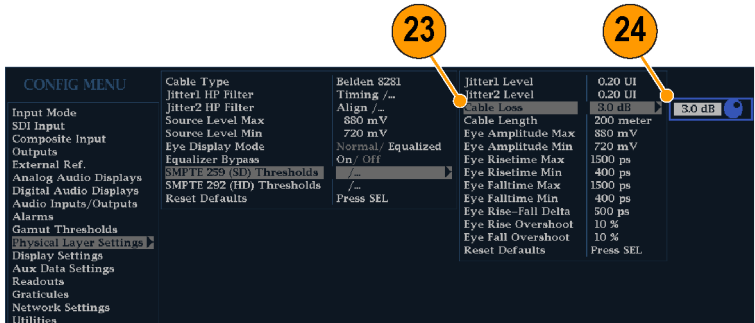 23
24
CONFIG MENU
Input Mode
SDI Input
Composite Input
Outputs
External Ref.
Analog Audio Displays
Digital Audio Displays
Audio Inputs/Outputs
Alarms
Gamut Thresholds
Physical Layer Settings
Display Settings
Aux Data Settings
Readouts
Graticules
Network Settings
Utilities
Cable Type Belden 8281
Jitter1 HP Filter Timing /...
Jitter2 HP Filter Align /...
Source Level Max 880 mV
Source Level Min 720 mV
Eye Display Mode Normal/ Equalized
Equalizer Bypass On/ Off
SMPTE 259 (SD) Thresholds /...
SMPTE 292 (HD) Thresholds /...
Reset Defaults Press SEL
Jitter1 Level 0.20 UI
Jitter2 Level 0.20 UI
Cable Loss 3.0 dB
Cable Length 200 meter
Eye Amplitude Max 880 mV
Eye Amplitude Min 720 mV
Eye Risetime Max 1500 ps
Eye Risetime Min 400 ps
Eye Falltime Max 1500 ps
Eye Falltime Min 400 ps
Eye Rise-Fall Delta 500 ps
Eye Rise Overshoot 10 %
Eye Fall Overshoot 10 %
Reset Defaults Press SEL
3.0 dB